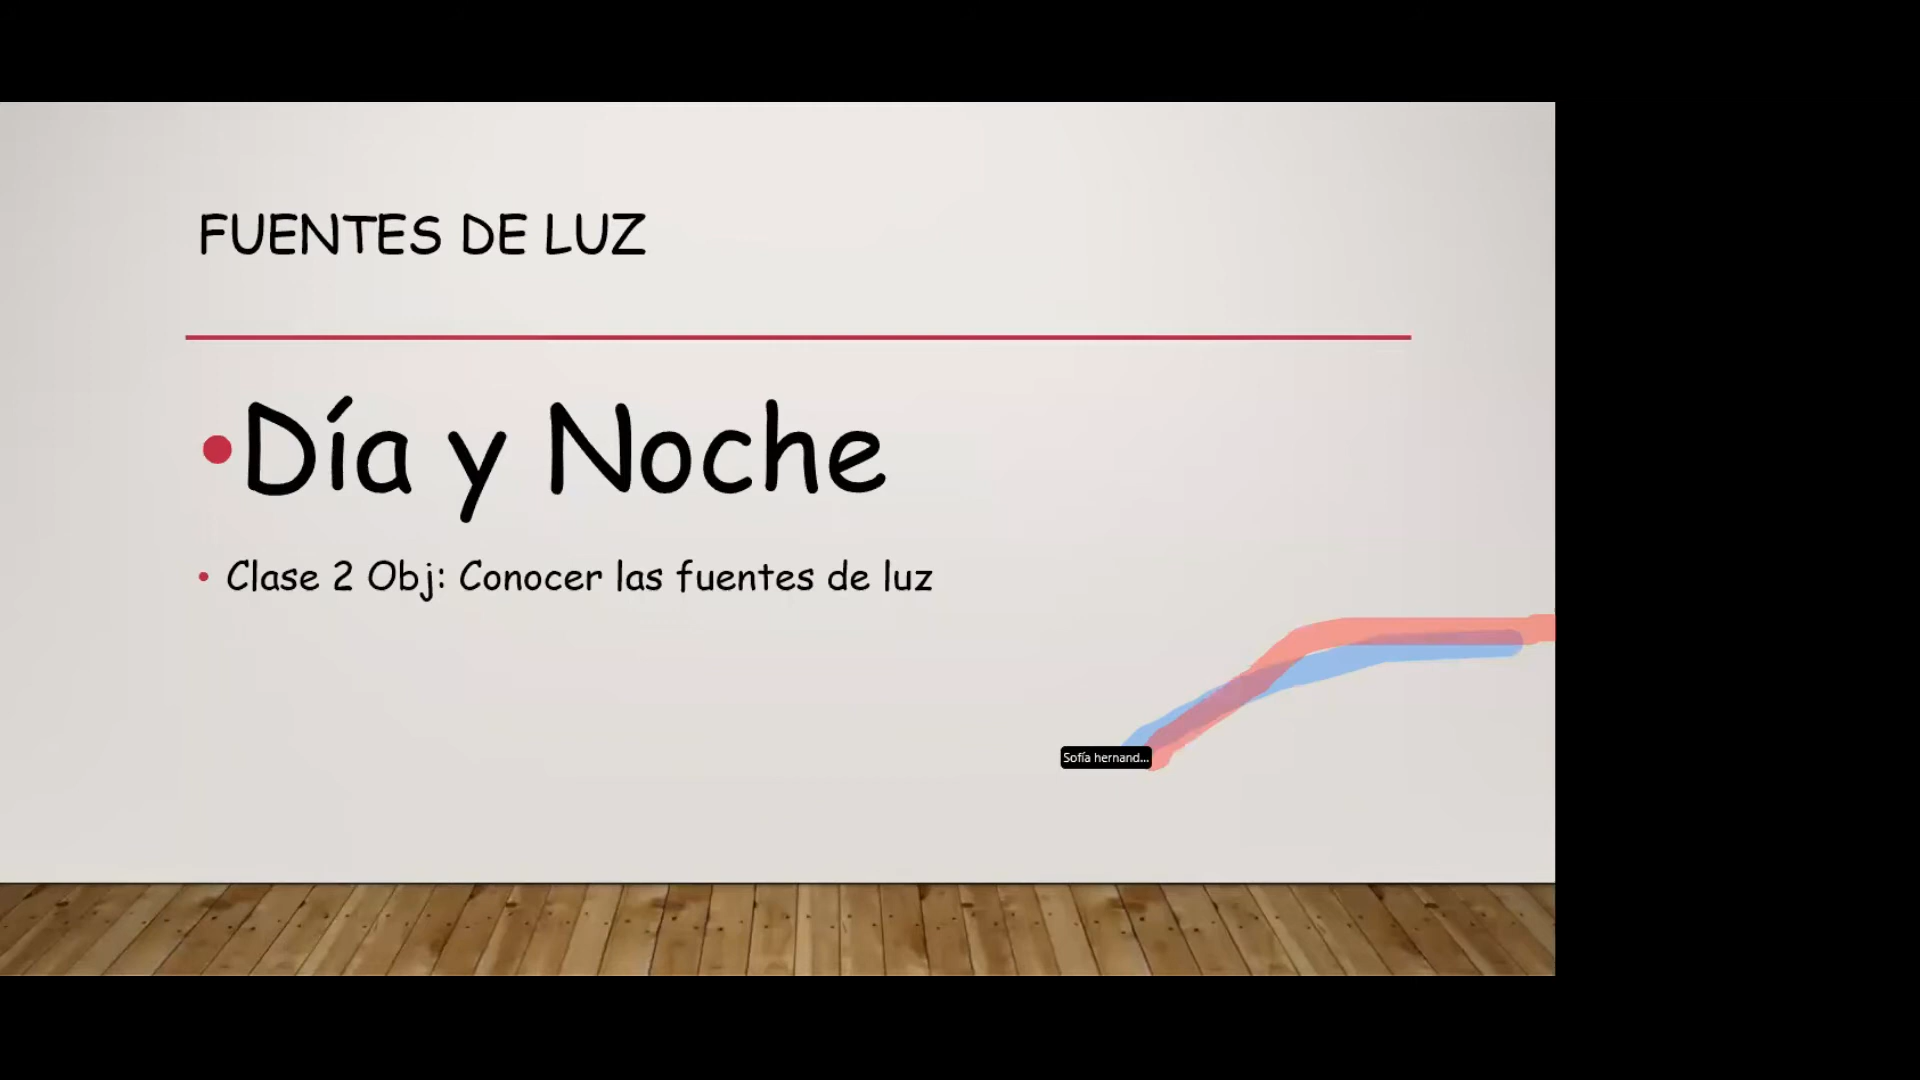 FUENTES DE LUZ
Día y Noche
Clase 2 Obj: Conocer las fuentes de luz
Sofía hernand...